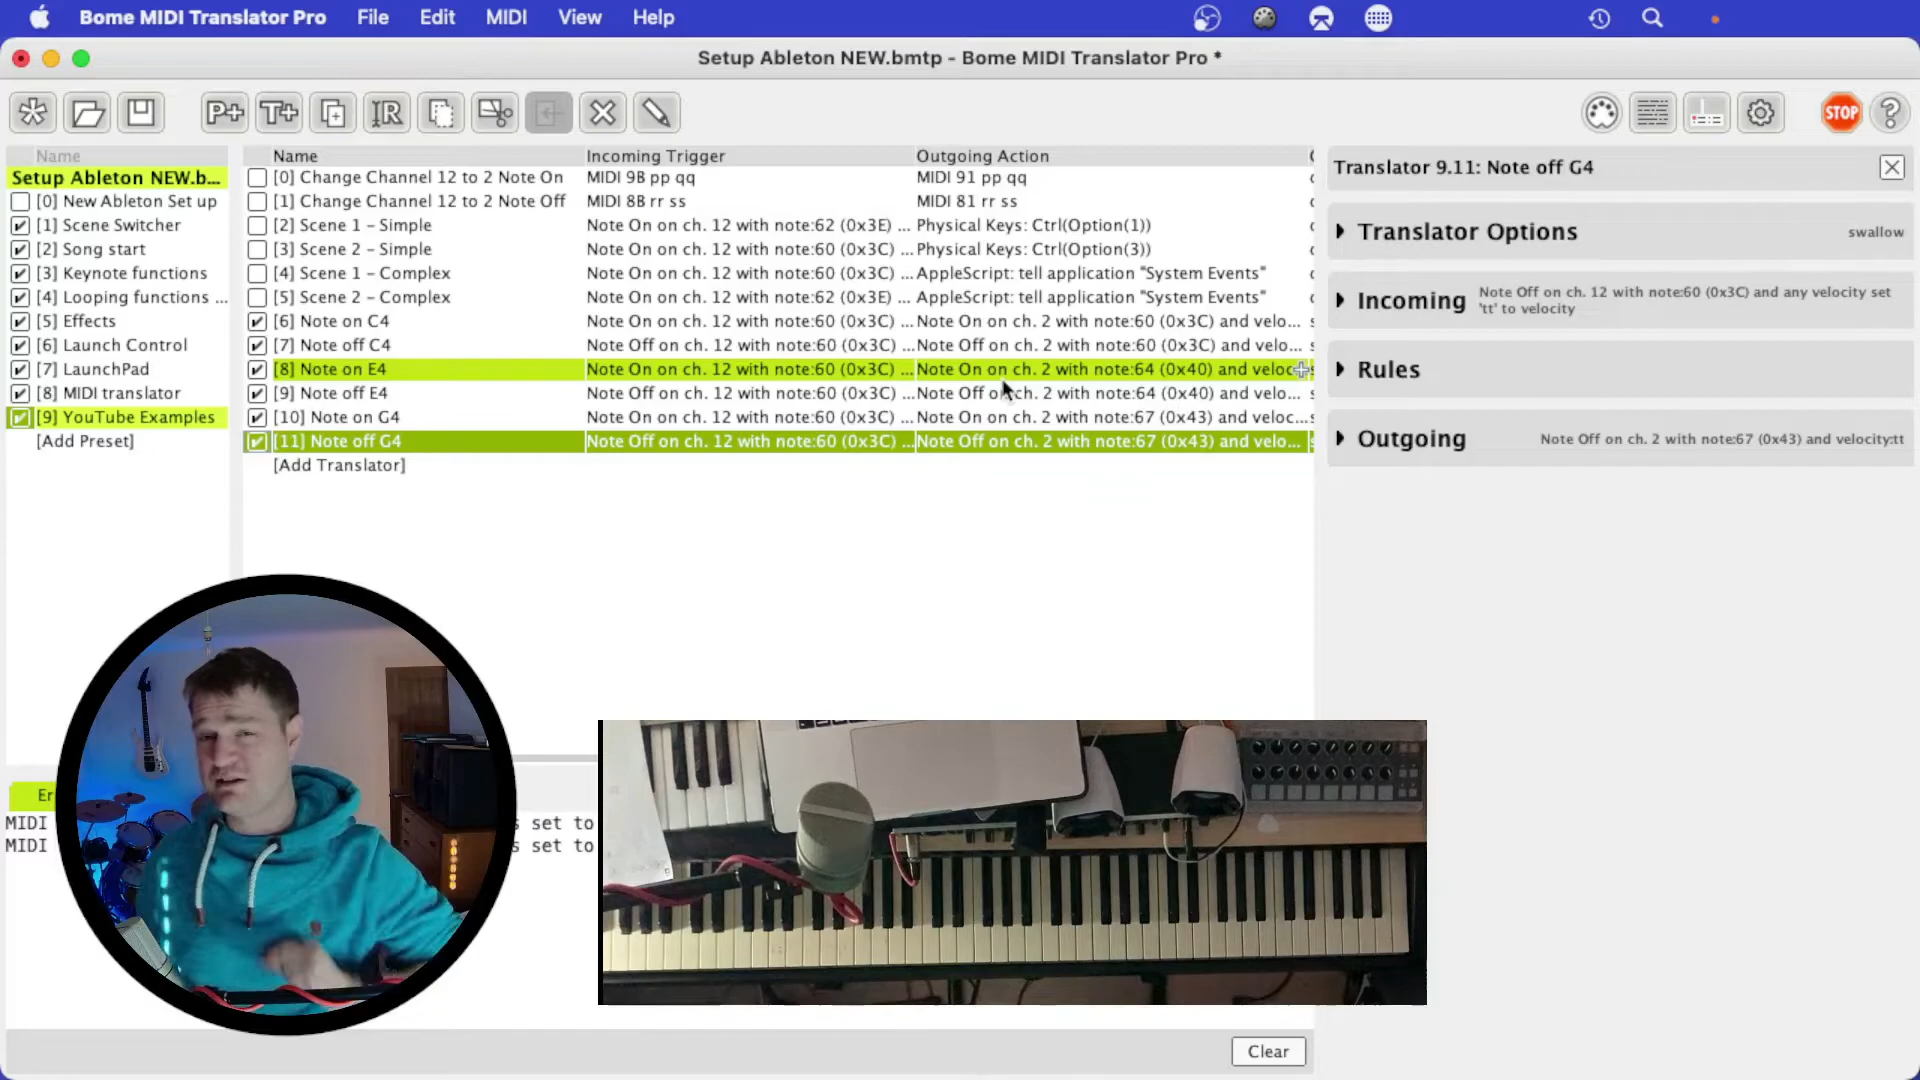 Bome MIDI Translator Pro File Edit MIDI View Help
Setup Ableton NEW.bmtp - Bome MIDI Translator Pro *
P+ T+ R STOP ?
Name
Setup Ableton NEW.b...
[0] New Ableton Set up
[1] Scene Switcher
[2] Song start
[3] Keynote functions
[4] Looping functions ...
[5] Effects
[6] Launch Control
[7] LaunchPad
[8] MIDI translator
[9] YouTube Examples
[Add Preset]
Name Incoming Trigger Outgoing Action
[0] Change Channel 12 to 2 Note On MIDI 9B pp qq MIDI 91 pp qq
[1] Change Channel 12 to 2 Note Off MIDI 8B rr ss MIDI 81 rr ss
[2] Scene 1 - Simple Note On on ch. 12 with note:62 (0x3E) ... Physical Keys: Ctrl(Option(1))
[3] Scene 2 - Simple Note On on ch. 12 with note:60 (0x3C) ... Physical Keys: Ctrl(Option(3))
[4] Scene 1 - Complex Note On on ch. 12 with note:60 (0x3C) ... AppleScript: tell application "System Events"
[5] Scene 2 - Complex Note On on ch. 12 with note:62 (0x3E) ... AppleScript: tell application "System Events"
[6] Note on C4 Note On on ch. 12 with note:60 (0x3C) ... Note On on ch. 2 with note:60 (0x3C) and velo...
[7] Note off C4 Note Off on ch. 12 with note:60 (0x3C) ... Note Off on ch. 2 with note:60 (0x3C) and velo...
[8] Note on E4 Note On on ch. 12 with note:60 (0x3C) ... Note On on ch. 2 with note:64 (0x40) and veloc
[9] Note off E4 Note Off on ch. 12 with note:60 (0x3C) ... Note Off on ch. 2 with note:64 (0x40) and velo...
[10] Note on G4 Note On on ch. 12 with note:60 (0x3C) ... Note On on ch. 2 with note:67 (0x43) and veloc...
[11] Note off G4 Note Off on ch. 12 with note:60 (0x3C) ... Note Off on ch. 2 with note:67 (0x43) and velo...
[Add Translator]
Translator 9.11: Note off G4
Translator Options swallow
Incoming Note Off on ch. 12 with note:60 (0x3C) and any velocity set
'tt' to velocity
Rules
Outgoing Note Off on ch. 2 with note:67 (0x43) and velocity:tt
MIDI s set to
MIDI s set to
Clear